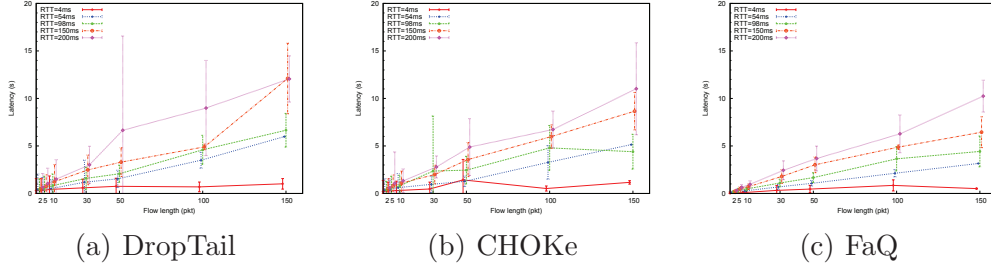 20
15
10
5
0
Latency (s)
RTT=4ms
RTT=54ms
RTT=98ms
RTT=150ms
RTT=200ms
2 5 10 30 50 100 150
Flow length (pkt)
(a) DropTail
20
15
10
5
0
Latency (s)
RTT=4ms
RTT=54ms
RTT=98ms
RTT=150ms
RTT=200ms
2 5 10 30 50 100 150
Flow length (pkt)
(b) CHOKe
20
15
10
5
0
Latency (s)
RTT=4ms
RTT=54ms
RTT=98ms
RTT=150ms
RTT=200ms
2 5 10 30 50 100 150
Flow length (pkt)
(c) FaQ